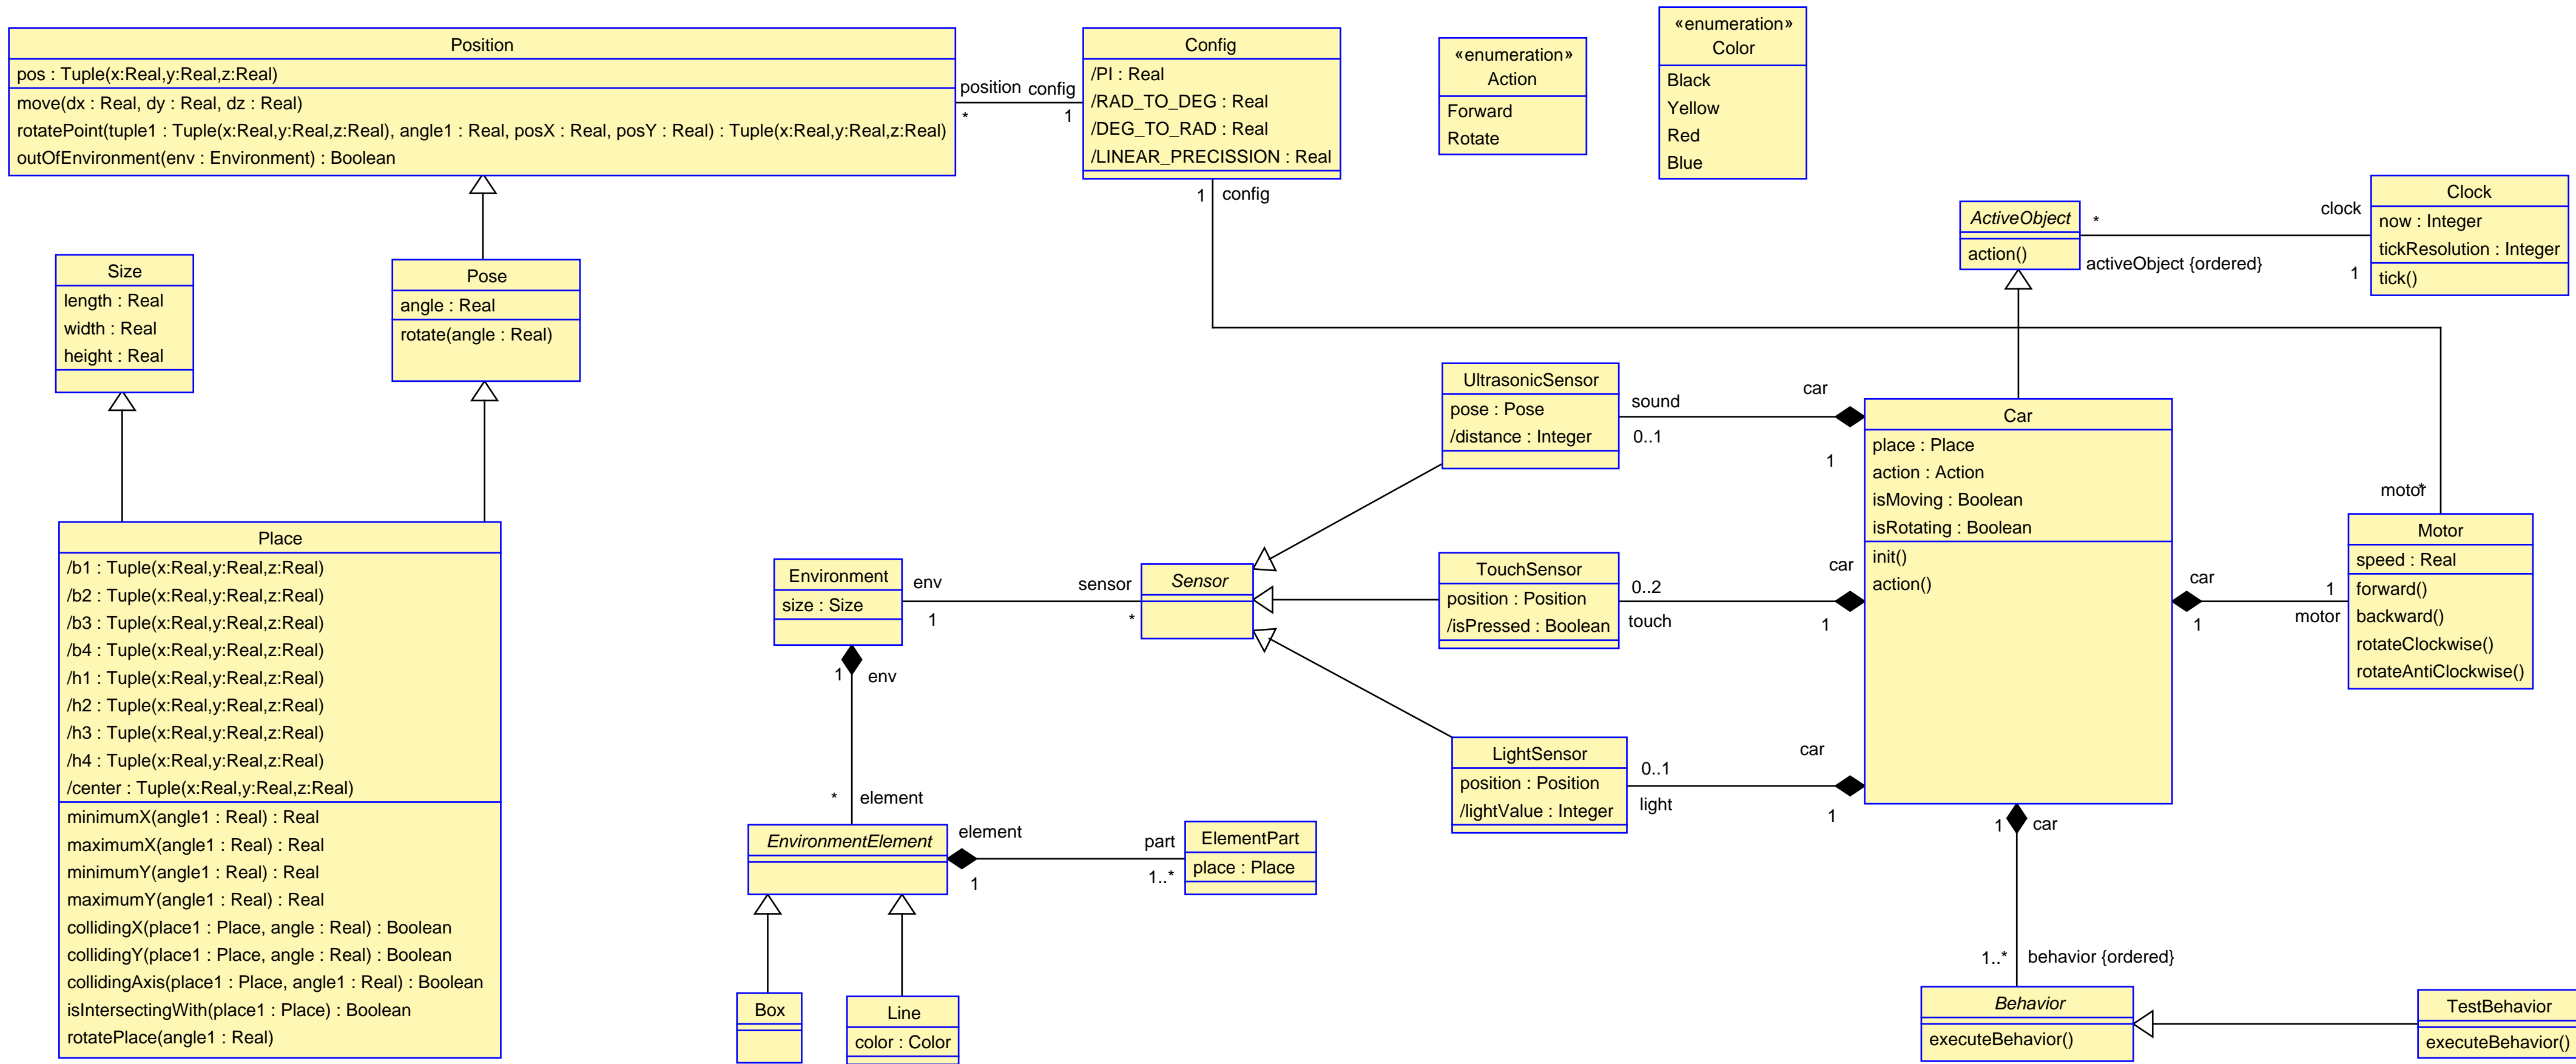 Position
pos : Tuple(x:Real,y:Real,z:Real)
move(dx : Real, dy : Real, dz : Real)
rotatePoint(tuple1 : Tuple(x:Real,y:Real,z:Real), angle1 : Real, posX : Real, posY : Real) : Tuple(x:Real,y:Real,z:Real)
outOfEnvironment(env : Environment) : Boolean
position config
* 1
Config
/PI : Real
/RAD_TO_DEG : Real
/DEG_TO_RAD : Real
/LINEAR_PRECISSION : Real
1 config
«enumeration»
Action
Forward
Rotate
«enumeration»
Color
Black
Yellow
Red
Blue
ActiveObject
action()
* clock
activeObject {ordered} 1
Clock
now : Integer
tickResolution : Integer
tick()
Size
length : Real
width : Real
height : Real
Pose
angle : Real
rotate(angle : Real)
Place
/b1 : Tuple(x:Real,y:Real,z:Real)
/b2 : Tuple(x:Real,y:Real,z:Real)
/b3 : Tuple(x:Real,y:Real,z:Real)
/b4 : Tuple(x:Real,y:Real,z:Real)
/h1 : Tuple(x:Real,y:Real,z:Real)
/h2 : Tuple(x:Real,y:Real,z:Real)
/h3 : Tuple(x:Real,y:Real,z:Real)
/h4 : Tuple(x:Real,y:Real,z:Real)
/center : Tuple(x:Real,y:Real,z:Real)
minimumX(angle1 : Real) : Real
maximumX(angle1 : Real) : Real
minimumY(angle1 : Real) : Real
maximumY(angle1 : Real) : Real
collidingX(place1 : Place, angle : Real) : Boolean
collidingY(place1 : Place, angle : Real) : Boolean
collidingAxis(place1 : Place, angle1 : Real) : Boolean
isIntersectingWith(place1 : Place) : Boolean
rotatePlace(angle1 : Real)
UltrasonicSensor
pose : Pose
/distance : Integer
sound car
0..1 1
Car
place : Place
action : Action
isMoving : Boolean
isRotating : Boolean
init()
action()
motor *
Motor
speed : Real
forward()
backward()
rotateClockwise()
rotateAntiClockwise()
car 1
1 motor
Environment
size : Size
env sensor
1 *
Sensor
TouchSensor
position : Position
/isPressed : Boolean
0..2 car
touch 1
1 env
* element
LightSensor
position : Position
/lightValue : Integer
0..1 car
light 1
EnvironmentElement
element part
1 1..*
ElementPart
place : Place
1 car
1..* behavior {ordered}
Box
Line
color : Color
Behavior
executeBehavior()
TestBehavior
executeBehavior()